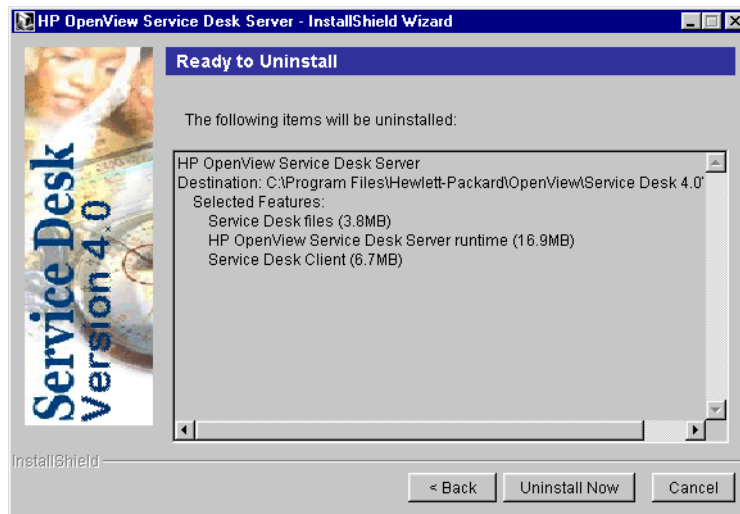 HP OpenView Service Desk Server - InstallShield Wizard
Service Desk
Version 4.0
Ready to Uninstall
The following items will be uninstalled:
HP OpenView Service Desk Server
Destination: C:\Program Files\Hewlett-Packard\OpenView\Service Desk 4.0
Selected Features:
Service Desk files (3.8MB)
HP OpenView Service Desk Server runtime (16.9MB)
Service Desk Client (6.7MB)
InstallShield
< Back
Uninstall Now
Cancel